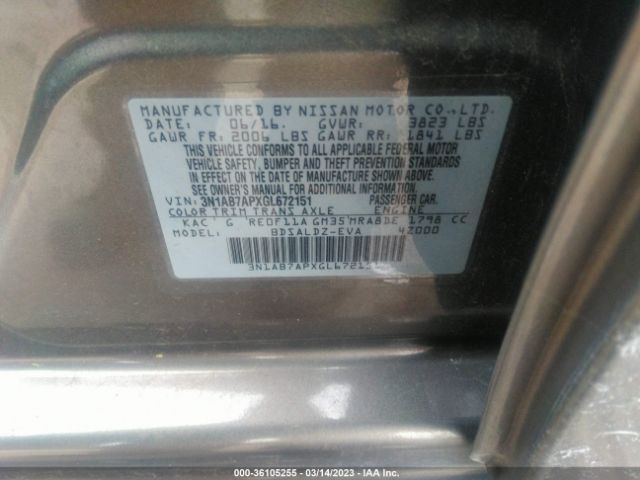 MANUFACTURED BY NISSAN MOTOR CO.,LTD.
DATE: 06/16. GVWR: 3823 LBS
GAWR FR: 2006 LBS GAWR RR: 1841 LBS
THIS VEHICLE CONFORMS TO ALL APPLICABLE FEDERAL MOTOR
VEHICLE SAFETY, BUMPER AND THEFT PREVENTION STANDARDS
IN EFFECT ON THE DATE OF MANUFACTURE SHOWN ABOVE.
SEE OWNER'S MANUAL FOR ADDITIONAL INFORMATION
VIN: 3N1AB7APXGL672151 PASSENGER CAR.
COLOR TRIM TRANS AXLE ENGINE
KAC G RE0F11A GM35 MRA8DE 1798 CC
MODEL: BDSALDZ-EVA 42000
3N1AB7APXGL67215
000-36105255 - 03/14/2023 - IAA Inc.